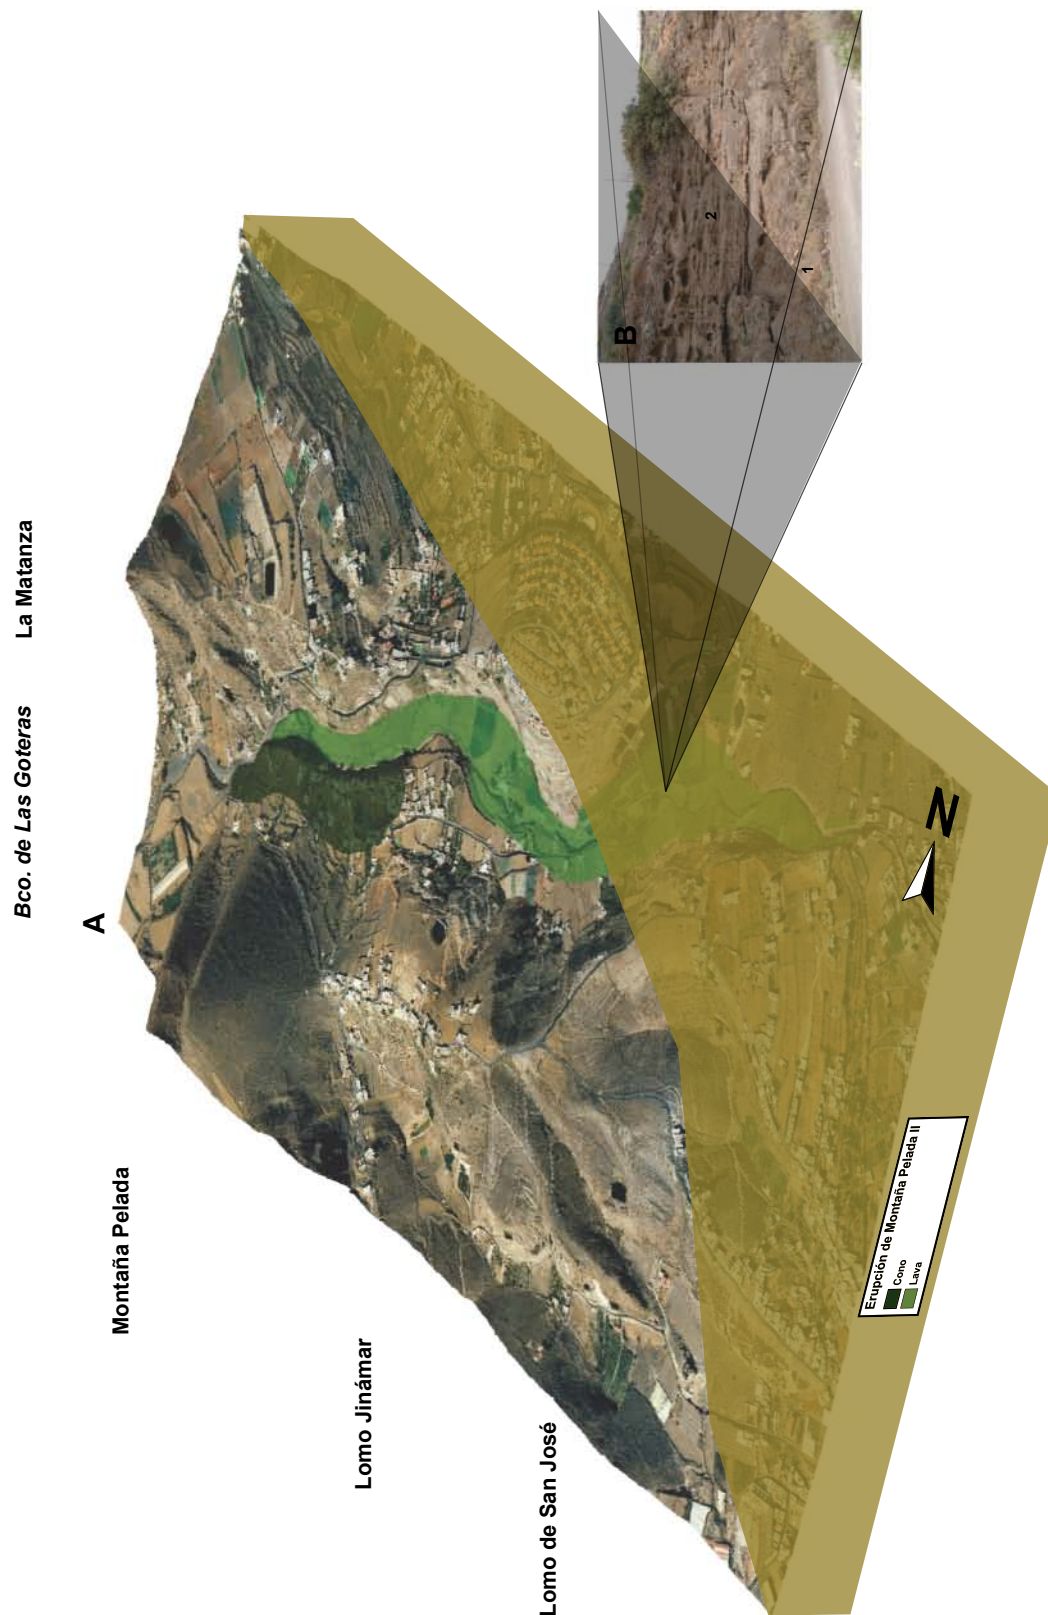 A
Montaña Pelada
Bco. de Las Goteras
La Matanza
Lomo Jinámar
Lomo de San José
B
2
1
N
Erupción de Montaña Pelada II
Cono
Lava